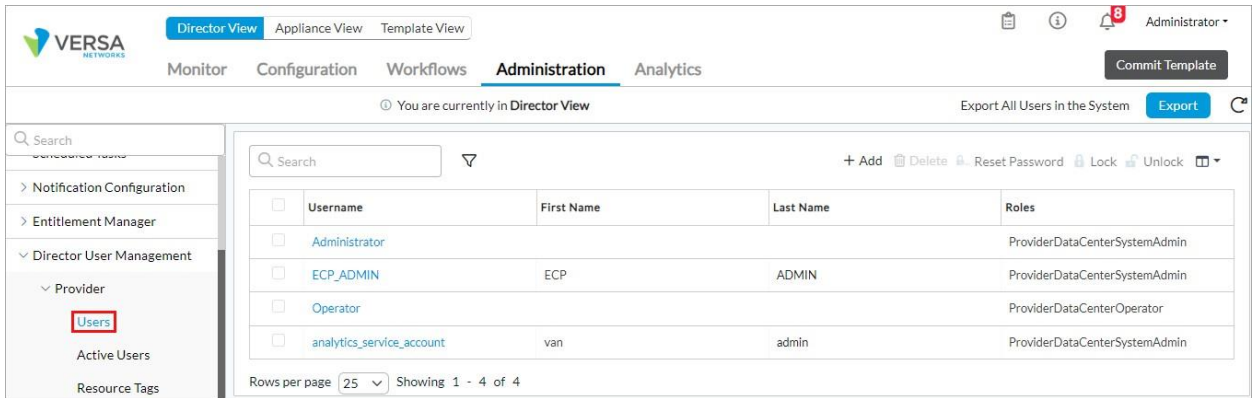 VERSA
NETWORKS
Director View Appliance View Template View
8
Administrator
Monitor Configuration Workflows Administration Analytics
Commit Template
You are currently in Director View
Export All Users in the System Export
Search
Scheduled Tasks
Notification Configuration
Entitlement Manager
Director User Management
Provider
Users
Active Users
Resource Tags
Search
+ Add Delete Reset Password Lock Unlock
Username First Name Last Name Roles
Administrator ProviderDataCenterSystemAdmin
ECP_ADMIN ECP ADMIN ProviderDataCenterSystemAdmin
Operator ProviderDataCenterOperator
analytics_service_account van admin ProviderDataCenterSystemAdmin
Rows per page 25 Showing 1 - 4 of 4